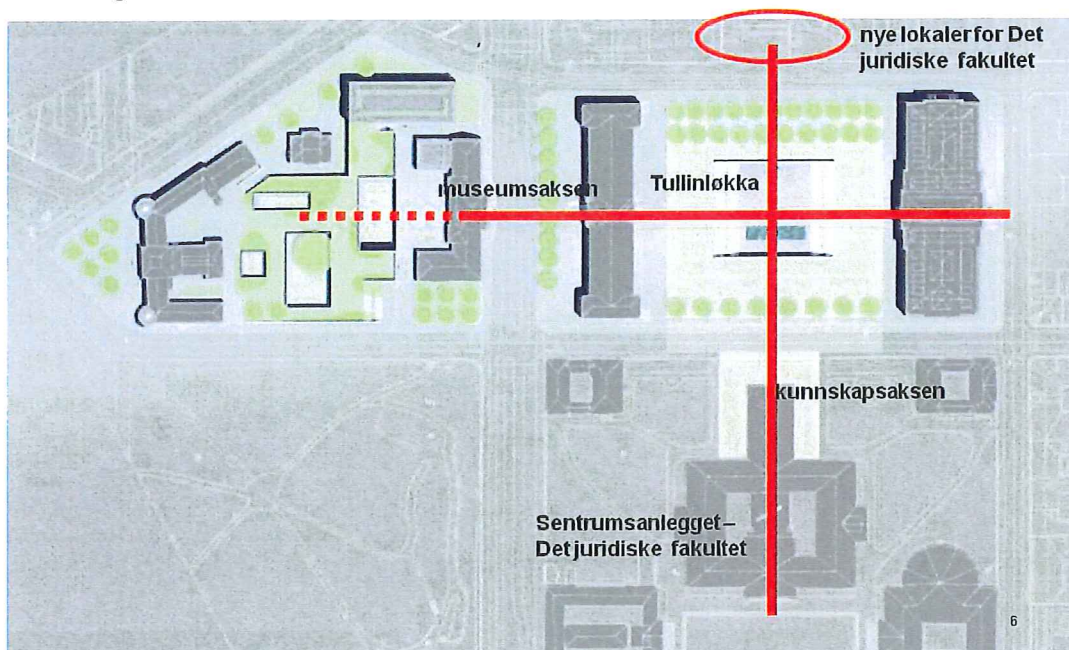 nye lokaler for Det
juridiske fakultet
museumsaksen
Tullinløkka
kunnskapsaksen
Sentrumsanlegget–
Det juridiske fakultet
6